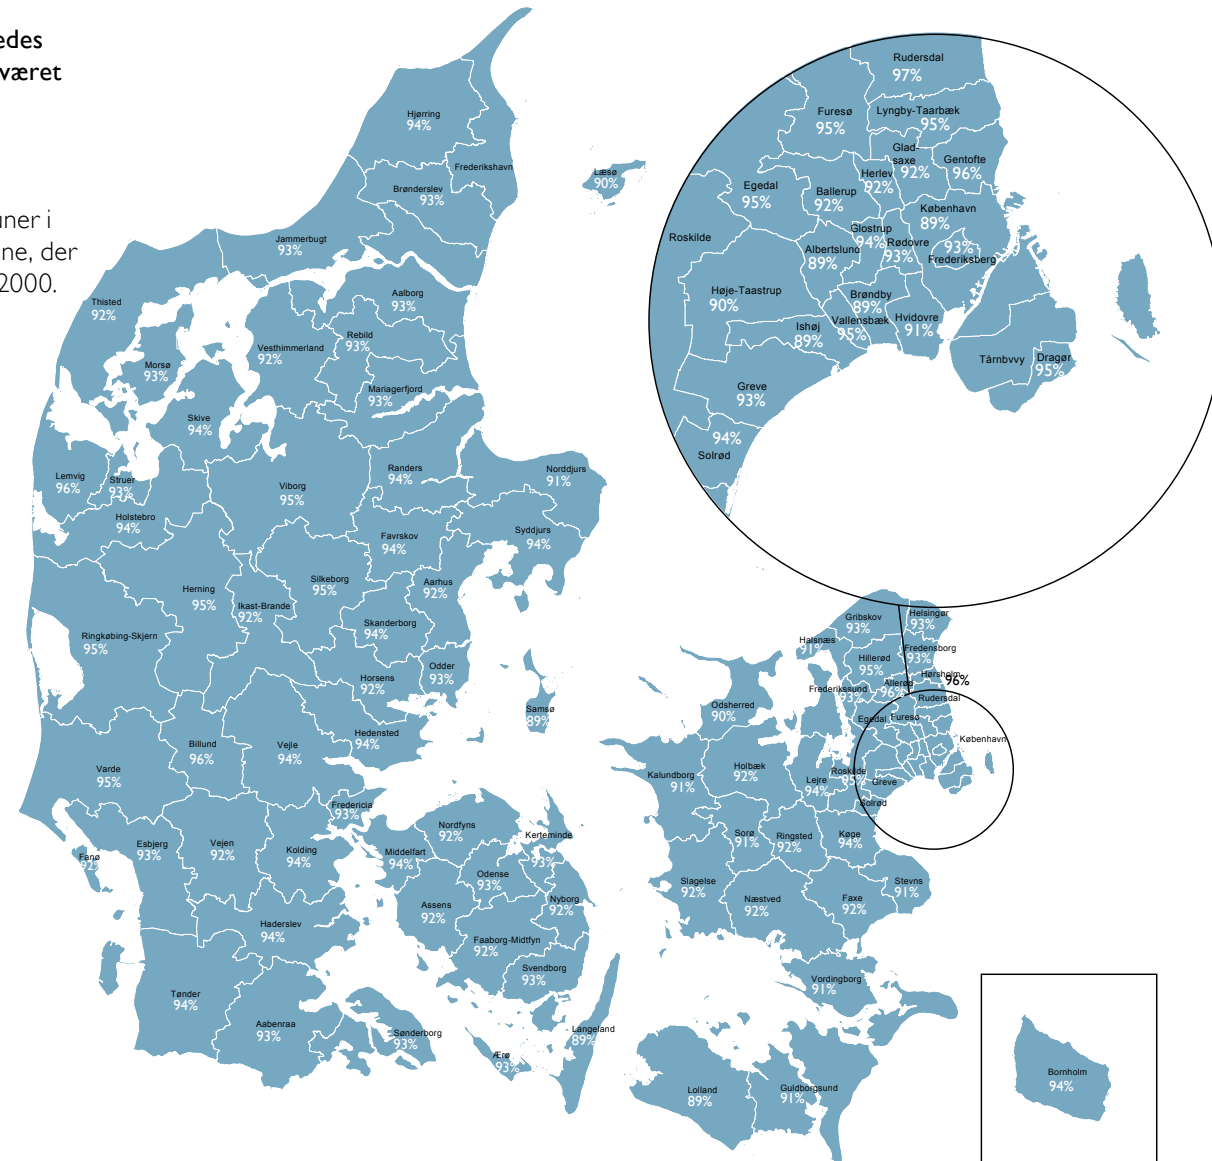 edes
været
uner i
ne, der
2000.
Hjørring
94%
Frederikshavn
Brønderslev
93%
Læsø
90%
Jammerbugt
93%
Thisted
92%
Aalborg
93%
Rebild
93%
Vesthimmerland
92%
Morsø
93%
Mariagerfjord
93%
Skive
94%
Lemvig
96%
Struer
93%
Holstebro
94%
Viborg
95%
Randers
94%
Norddjurs
91%
Syddjurs
94%
Favrskov
94%
Herning
95%
Ikast-Brande
92%
Silkeborg
95%
Aarhus
92%
Skanderborg
94%
Ringkøbing-Skjern
95%
Horsens
92%
Odder
93%
Samsø
89%
Hedensted
94%
Billund
96%
Vejle
94%
Varde
95%
Fredericia
93%
Esbjerg
93%
Fanø
92%
Vejen
92%
Kolding
94%
Haderslev
94%
Tønder
94%
Aabenraa
93%
Sønderborg
93%
Nordfyns
92%
Kerteminde
93%
Middelfart
94%
Odense
93%
Assens
92%
Nyborg
92%
Faaborg-Midtfyn
92%
Svendborg
93%
Langeland
89%
Ærø
93%
Rudersdal
97%
Furesø
95%
Lyngby-Taarbæk
95%
Glad-
saxe
92%
Gentofte
96%
Herlev
92%
Egedal
95%
Ballerup
92%
København
89%
Roskilde
Glostrup
94%
Rødovre
93%
93%
Frederiksberg
Albertslund
89%
Høje-Taastrup
90%
Brøndby
89%
Hvidovre
91%
Ishøj
89%
Vallensbæk
95%
Tårnbvvy
Dragør
95%
Greve
93%
94%
Solrød
Gribskov
93%
Helsingør
93%
Halsnæs
91%
Fredensborg
93%
Hillerød
95%
Hørsholm
96%
Allerød
96%
Frederikssund
93%
Rudersdal
Odsherred
90%
Egedal
Furesø
København
Kalundborg
91%
Holbæk
92%
Lejre
94%
Roskilde
95%
Greve
Solrød
Sorø
91%
Ringsted
92%
Køge
94%
Slagelse
92%
Næstved
92%
Faxe
92%
Stevns
91%
Vordingborg
91%
Lolland
89%
Guldborgsund
91%
Bornholm
94%